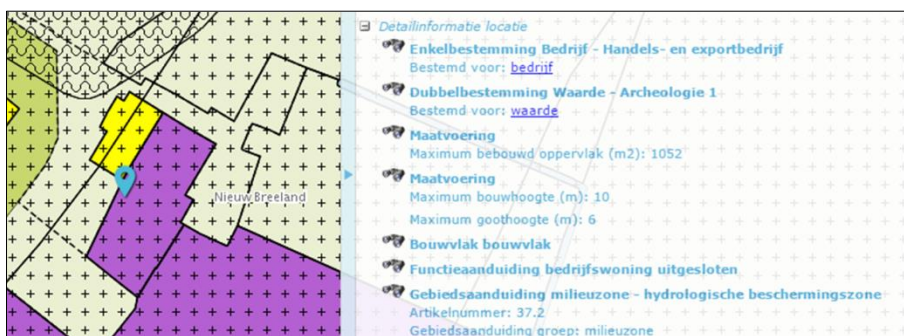 Detailinformatie locatie
Enkelbestemming Bedrijf - Handels- en exportbedrijf
Bestemd voor: bedrijf
Dubbelbestemming Waarde - Archeologie 1
Bestemd voor: waarde
Maatvoering
Maximum bebouwd oppervlak (m2): 1052
Maatvoering
Maximum bouwhoogte (m): 10
Maximum goothoogte (m): 6
Bouwvlak bouwvlak
Functieaanduiding bedrijfswoning uitgesloten
Gebiedsaanduiding milieuzone - hydrologische beschermingszone
Artikelnummer: 37.2
Gebiedsaanduiding groep: milieuzone
Nieuw Breeland